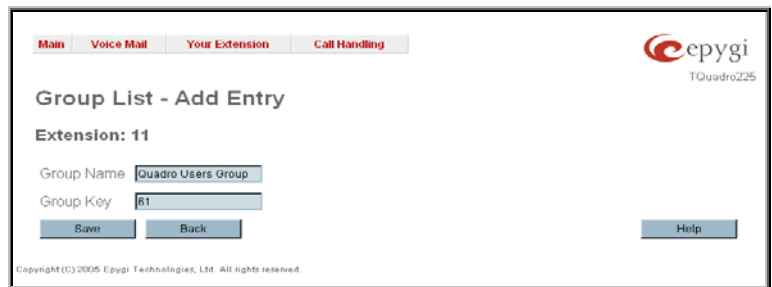 Main Voice Mail Your Extension Call Handling
epygi
TQuadro225
Group List - Add Entry
Extension: 11
Group Name Quadro Users Group
Group Key 61
Save Back Help
Copyright (C) 2005 Epygi Technologies, Ltd. All rights reserved.